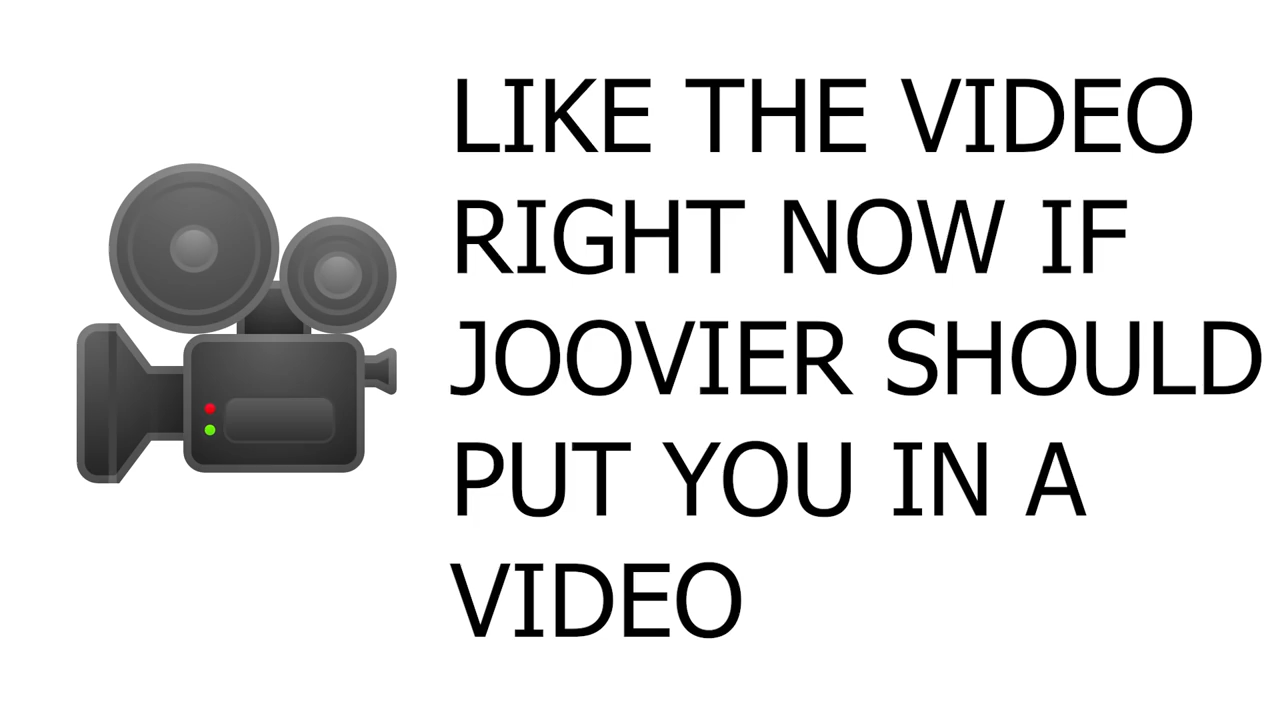 LIKE THE VIDEO
RIGHT NOW IF
JOOVIER SHOULD
PUT YOU IN A
VIDEO